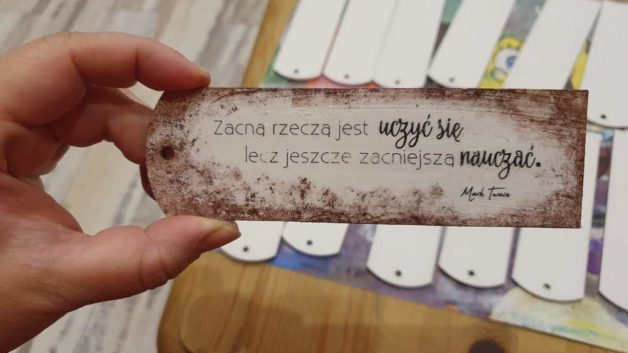 Zacną rzeczą jest uczyć się
lecz jeszcze zacniejszą nauczać.
Mark Twain